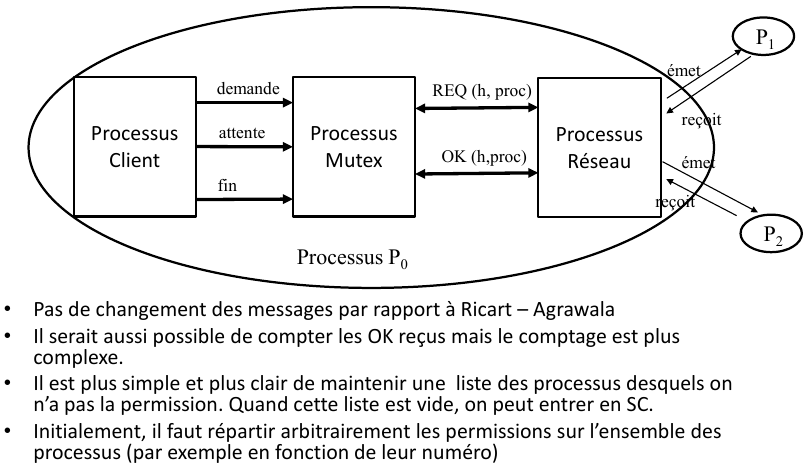 P1
émet
demande
REQ (h, proc)
reçoit
Processus
Client
attente
Processus
Mutex
OK (h,proc)
Processus
Réseau
émet
fin
reçoit
P2
Processus P0
• Pas de changement des messages par rapport à Ricart – Agrawala
• Il serait aussi possible de compter les OK reçus mais le comptage est plus
complexe.
• Il est plus simple et plus clair de maintenir une liste des processus desquels on
n’a pas la permission. Quand cette liste est vide, on peut entrer en SC.
• Initialement, il faut répartir arbitrairement les permissions sur l’ensemble des
processus (par exemple en fonction de leur numéro)